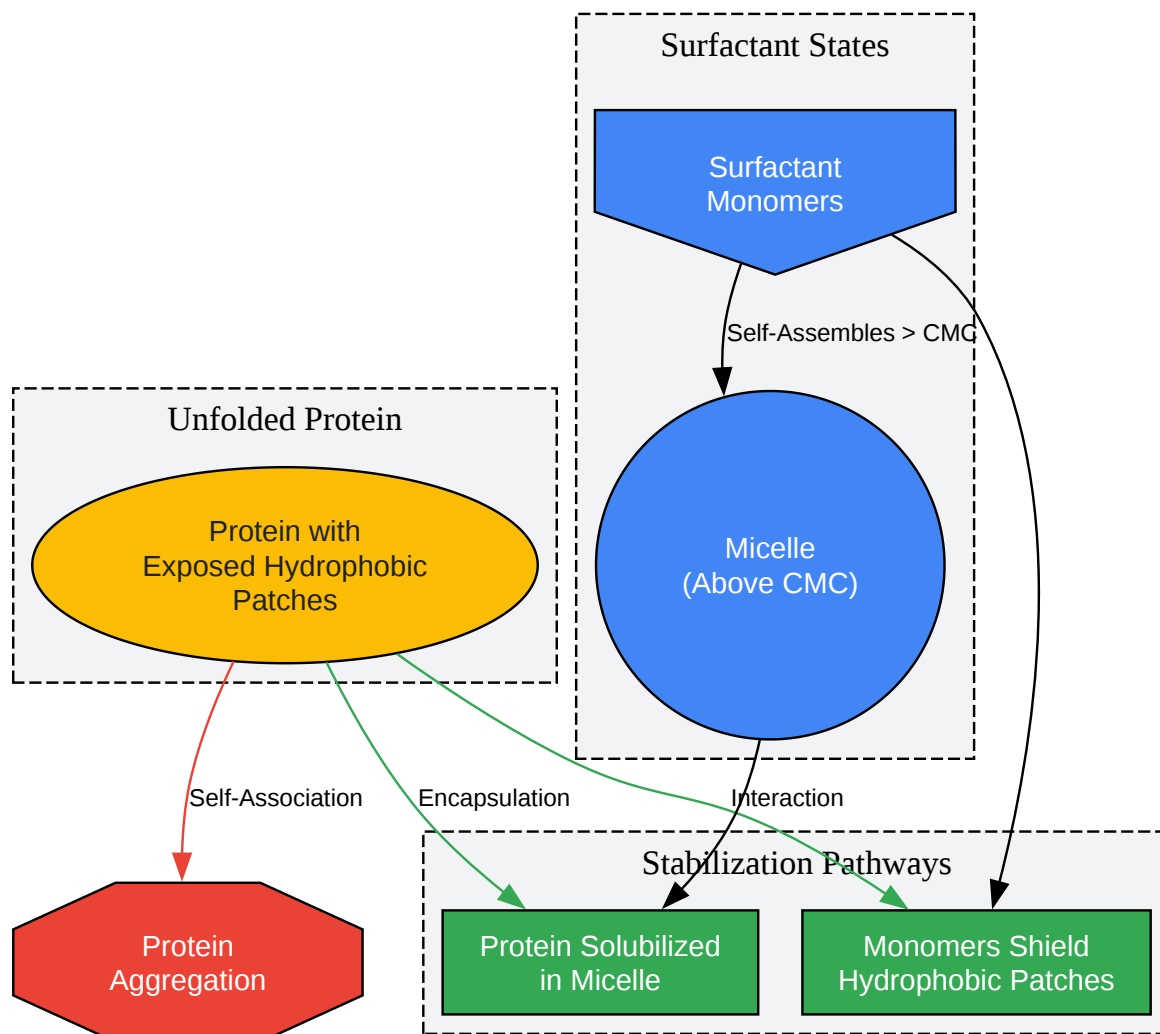 Surfactant States
Surfactant
Monomers
Self-Assembles > CMC
Unfolded Protein
Protein with
Exposed Hydrophobic
Patches
Micelle
(Above CMC)
Self-Association
Encapsulation
Interaction
Stabilization Pathways
Protein
Aggregation
Protein Solubilized
in Micelle
Monomers Shield
Hydrophobic Patches